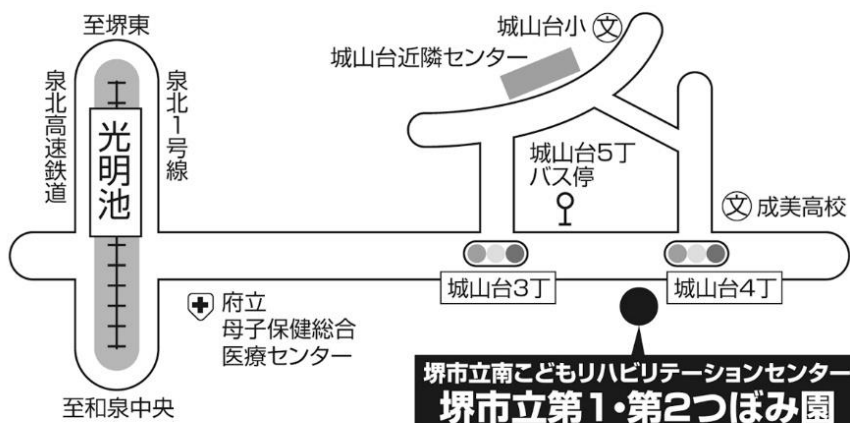 至堺東
泉北高速鉄道
泉北1号線
光明池
至和泉中央
城山台小 文
城山台近隣センター
城山台5丁
バス停
文 成美高校
城山台3丁
城山台4丁
府立
母子保健総合
医療センター
堺市立南こどもリハビリテーションセンター
堺市立第1・第2つぼみ園